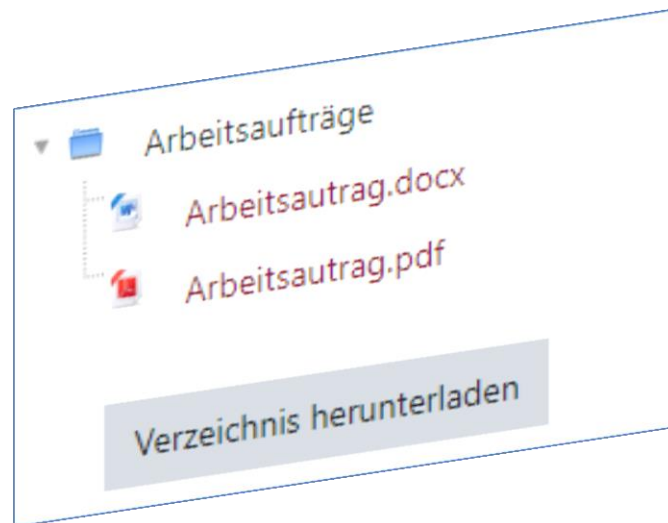 Arbeitsaufträge
Arbeitsautrag.docx
Arbeitsautrag.pdf
Verzeichnis herunterladen